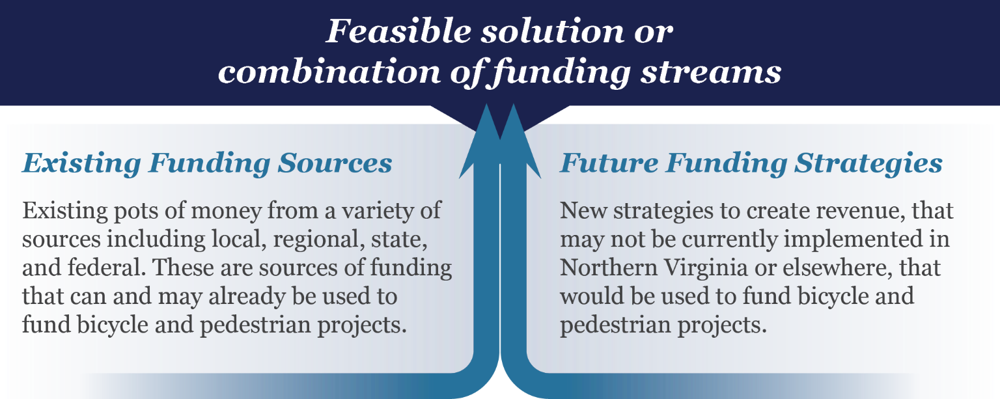 Feasible solution or
combination of funding streams
Existing Funding Sources
Existing pots of money from a variety of
sources including local, regional, state,
and federal. These are sources of funding
that can and may already be used to
fund bicycle and pedestrian projects.
Future Funding Strategies
New strategies to create revenue, that
may not be currently implemented in
Northern Virginia or elsewhere, that
would be used to fund bicycle and
pedestrian projects.